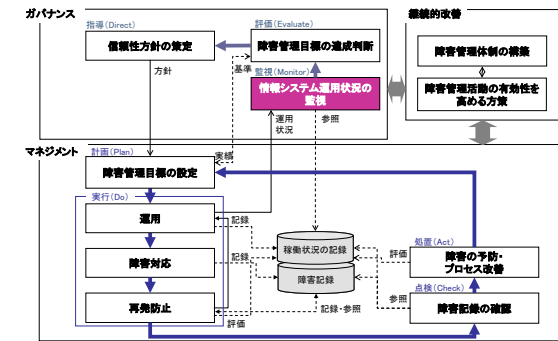 ガバナンス
指導(Direct)
信頼性方針の策定
評価(Evaluate)
障害管理目標の達成判断
方針
基準
監視(Monitor)
情報システム運用状況の
監視
運用
状況
参照
継続的改善
障害管理体制の構築
障害管理活動の有効性を
高める方策
マネジメント
計画(Plan)
障害管理目標の設定
実績
実行(Do)
運用
記録
障害対応
記録
再発防止
評価
記録・参照
稼働状況の記録
障害記録
処置(Act)
評価
障害の予防・
プロセス改善
点検(Check)
参照
障害記録の確認